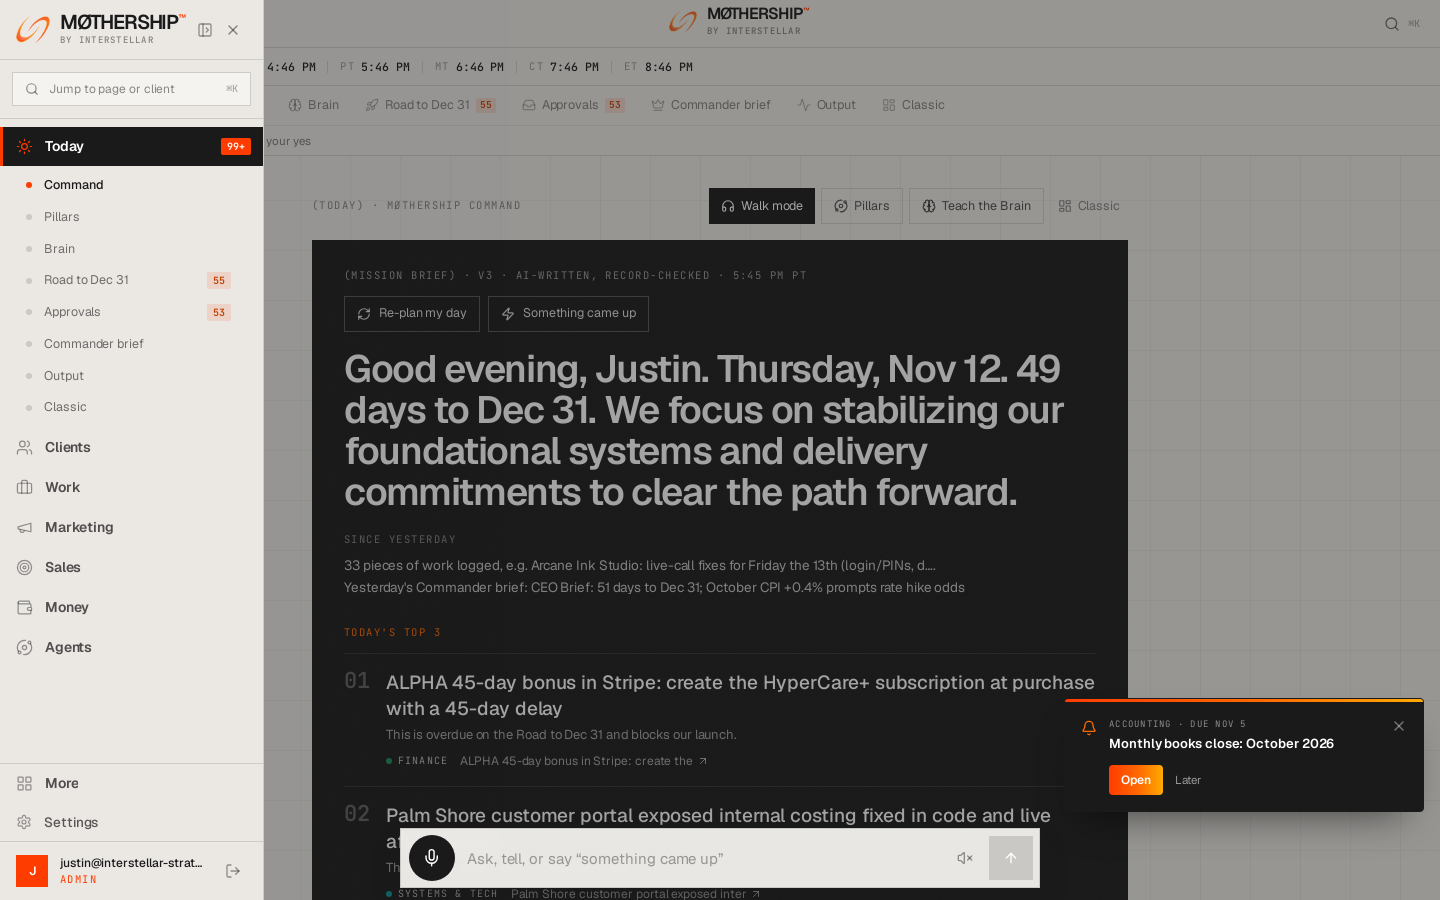 MØTHERSHIP™
BY INTERSTELLAR
Jump to page or client ⌘K
Today 99+
Command
Pillars
Brain
Road to Dec 31 55
Approvals 53
Commander brief
Output
Classic
Clients
Work
Marketing
Sales
Money
Agents
More
Settings
J justin@interstellar-strat…
ADMIN
MØTHERSHIP™
BY INTERSTELLAR
⌘K
4:46 PM PT 5:46 PM MT 6:46 PM CT 7:46 PM ET 8:46 PM
Brain Road to Dec 31 55 Approvals 53 Commander brief Output Classic
your yes
(TODAY) · MØTHERSHIP COMMAND
Walk mode Pillars Teach the Brain Classic
(MISSION BRIEF) · V3 · AI-WRITTEN, RECORD-CHECKED · 5:45 PM PT
Re-plan my day Something came up
Good evening, Justin. Thursday, Nov 12. 49
days to Dec 31. We focus on stabilizing our
foundational systems and delivery
commitments to clear the path forward.
SINCE YESTERDAY
33 pieces of work logged, e.g. Arcane Ink Studio: live-call fixes for Friday the 13th (login/PINs, d….
Yesterday's Commander brief: CEO Brief: 51 days to Dec 31; October CPI +0.4% prompts rate hike odds
TODAY'S TOP 3
01 ALPHA 45-day bonus in Stripe: create the HyperCare+ subscription at purchase
with a 45-day delay
This is overdue on the Road to Dec 31 and blocks our launch.
FINANCE ALPHA 45-day bonus in Stripe: create the ↗
02 Palm Shore customer portal exposed internal costing fixed in code and live
SYSTEMS & TECH Palm Shore customer portal exposed inter ↗
Ask, tell, or say “something came up”
ACCOUNTING · DUE NOV 5
Monthly books close: October 2026
Open Later